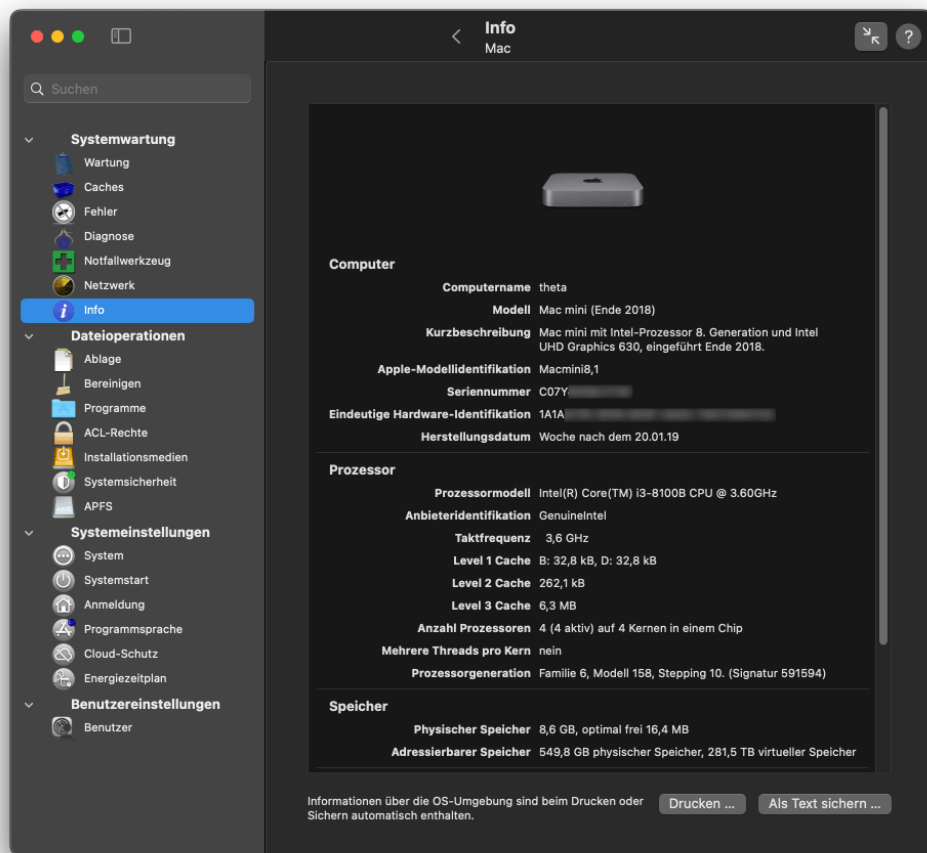 Info
Mac
?
Suchen
Systemwartung
Wartung
Caches
Fehler
Diagnose
Notfallwerkzeug
Netzwerk
i Info
Dateioperationen
Ablage
Bereinigen
Programme
ACL-Rechte
Installationsmedien
Systemsicherheit
APFS
Systemeinstellungen
System
Systemstart
Anmeldung
Programmsprache
Cloud-Schutz
Energiezeitplan
Benutzereinstellungen
Benutzer
Computer
Computername theta
Modell Mac mini (Ende 2018)
Kurzbeschreibung Mac mini mit Intel-Prozessor 8. Generation und Intel
UHD Graphics 630, eingeführt Ende 2018.
Apple-Modellidentifikation Macmini8,1
Seriennummer C07Y
Eindeutige Hardware-Identifikation 1A1A
Herstellungsdatum Woche nach dem 20.01.19
Prozessor
Prozessormodell Intel(R) Core(TM) i3-8100B CPU @ 3.60GHz
Anbieteridentifikation GenuineIntel
Taktfrequenz 3,6 GHz
Level 1 Cache B: 32,8 kB, D: 32,8 kB
Level 2 Cache 262,1 kB
Level 3 Cache 6,3 MB
Anzahl Prozessoren 4 (4 aktiv) auf 4 Kernen in einem Chip
Mehrere Threads pro Kern nein
Prozessorgeneration Familie 6, Modell 158, Stepping 10. (Signatur 591594)
Speicher
Physischer Speicher 8,6 GB, optimal frei 16,4 MB
Adressierbarer Speicher 549,8 GB physischer Speicher, 281,5 TB virtueller Speicher
Informationen über die OS-Umgebung sind beim Drucken oder
Sichern automatisch enthalten.
Drucken ...
Als Text sichern ...